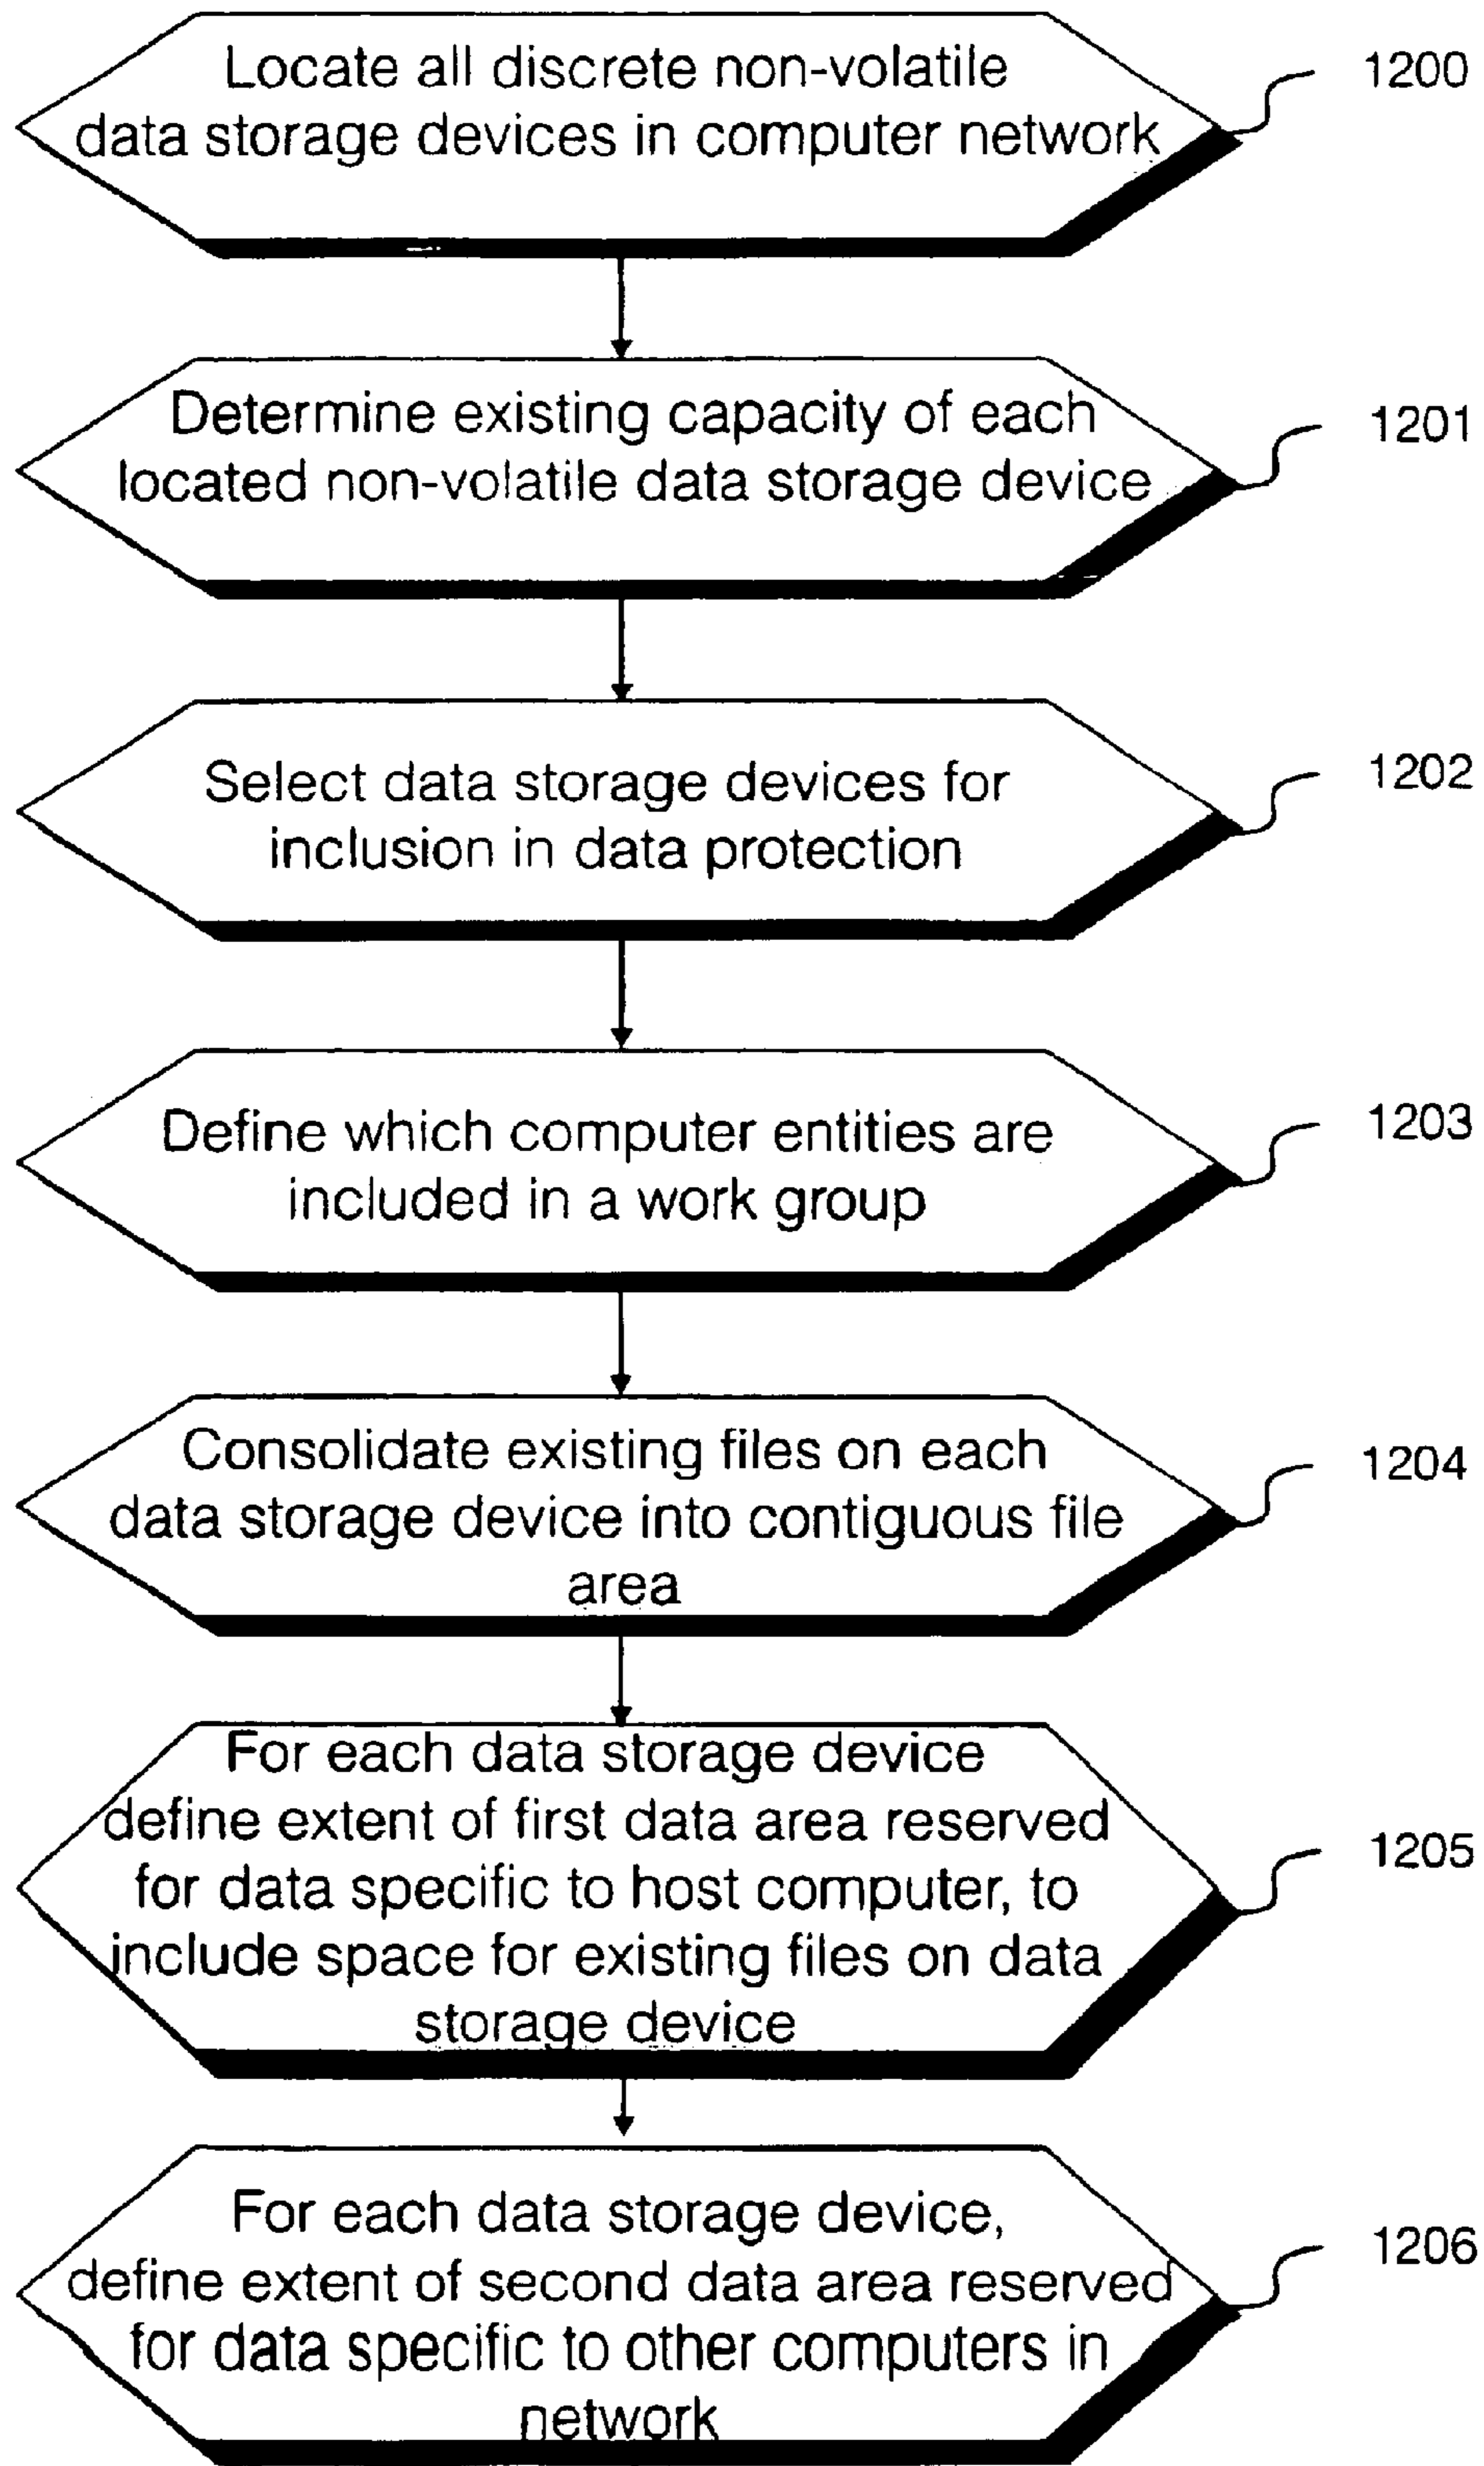 Locate all discrete non-volatile
data storage devices in computer network
1200
Determine existing capacity of each
located non-volatile data storage device
1201
Select data storage devices for
inclusion in data protection
1202
Define which computer entities are
included in a work group
1203
Consolidate existing files on each
data storage device into contiguous file
area
1204
For each data storage device
define extent of first data area reserved
for data specific to host computer, to
include space for existing files on data
storage device
1205
For each data storage device,
define extent of second data area reserved
for data specific to other computers in
network
1206